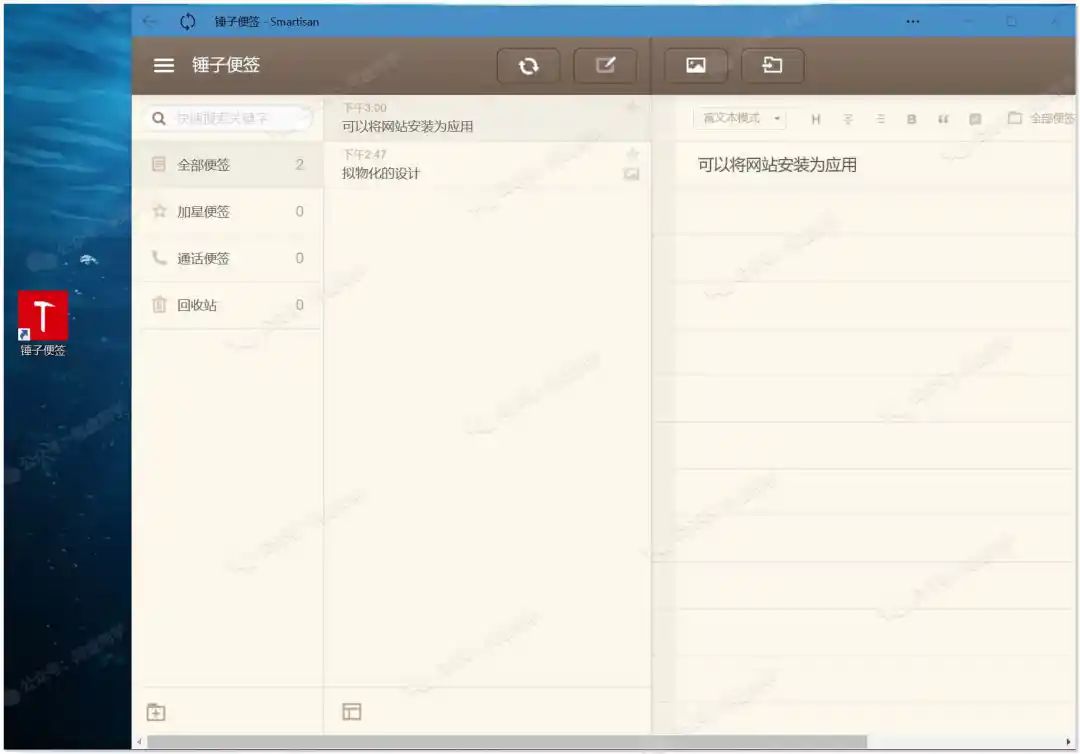 锤子便签 - Smartisan
锤子便签
快速搜索关键字
全部便签 2
加星便签 0
通话便签 0
回收站 0
下午3:00
可以将网站安装为应用
下午2:47
拟物化的设计
富文本模式
H
B
全部便签
可以将网站安装为应用
锤子便签